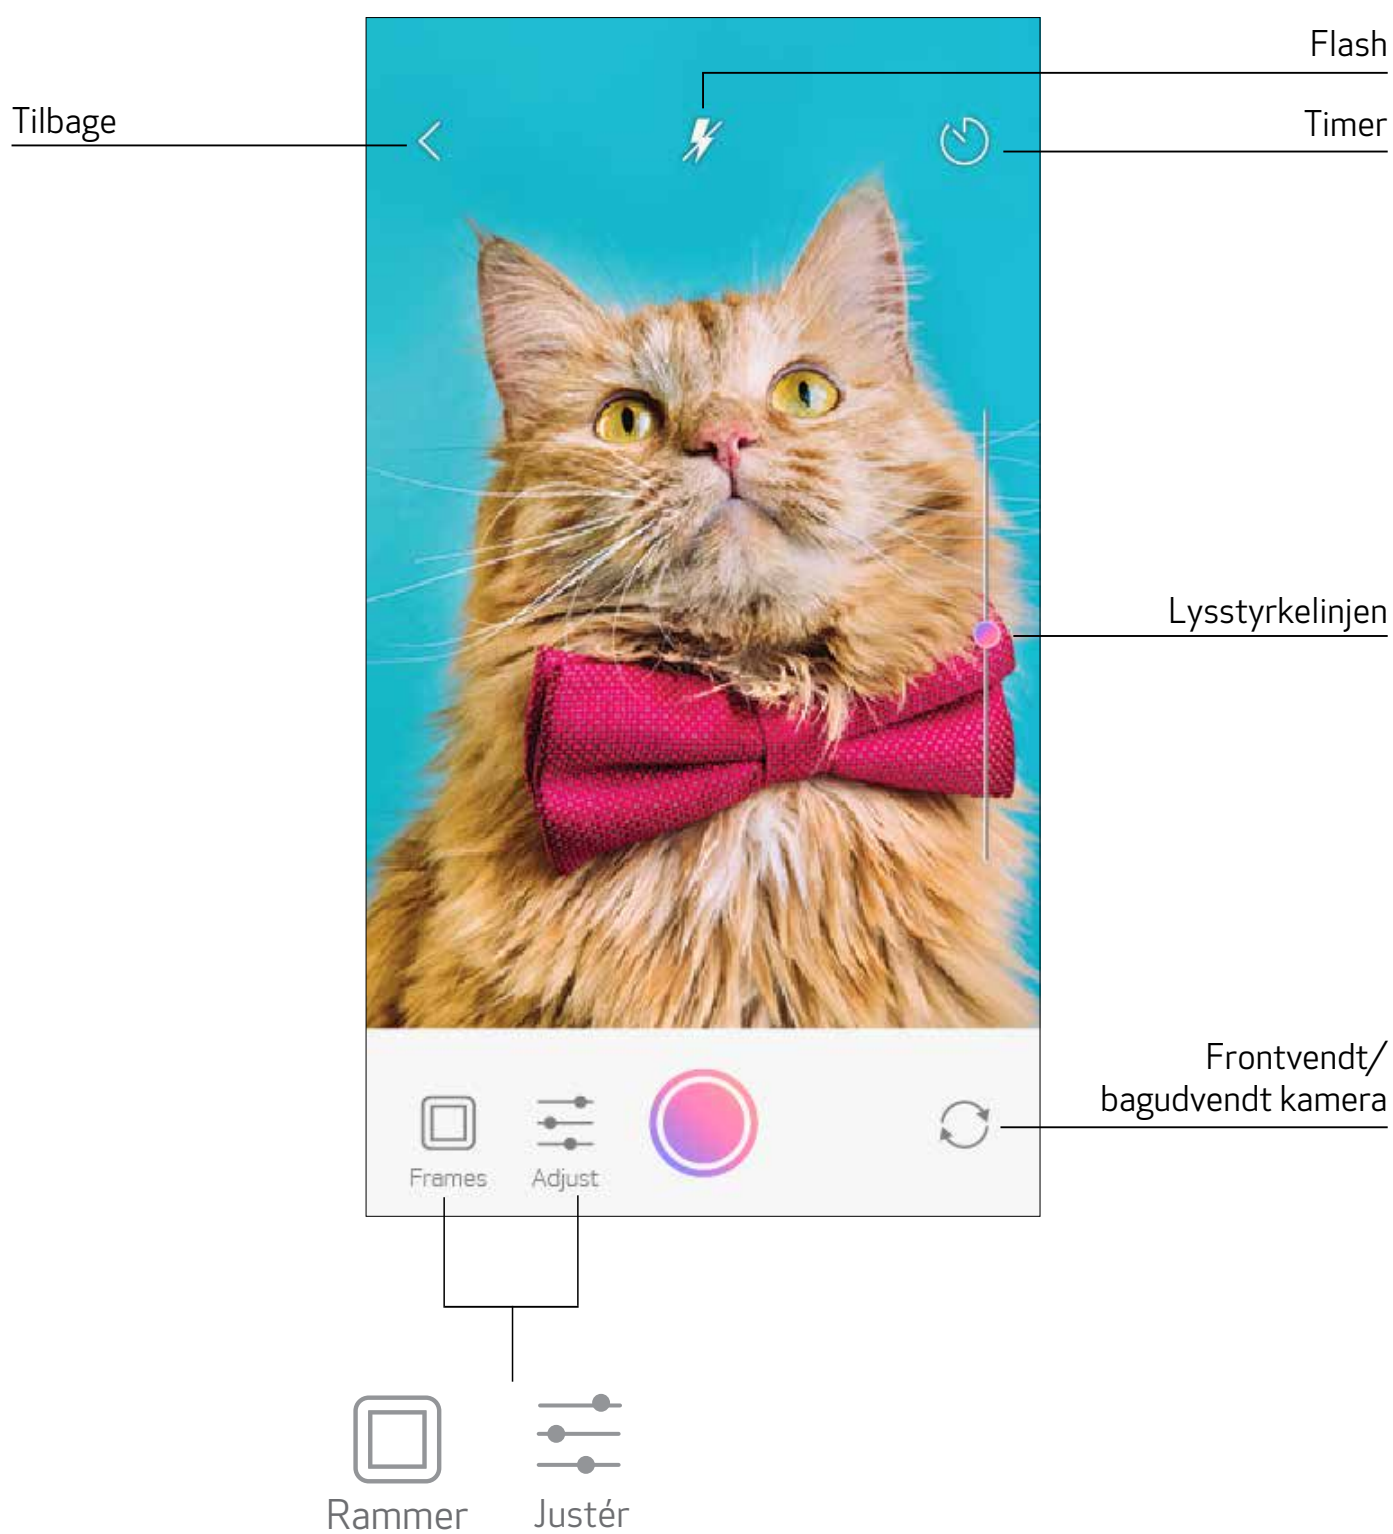 Flash
Tilbage
Timer
Lysstyrkelinjen
Frontvendt/
bagudvendt kamera
Frames
Adjust
Rammer
Justér